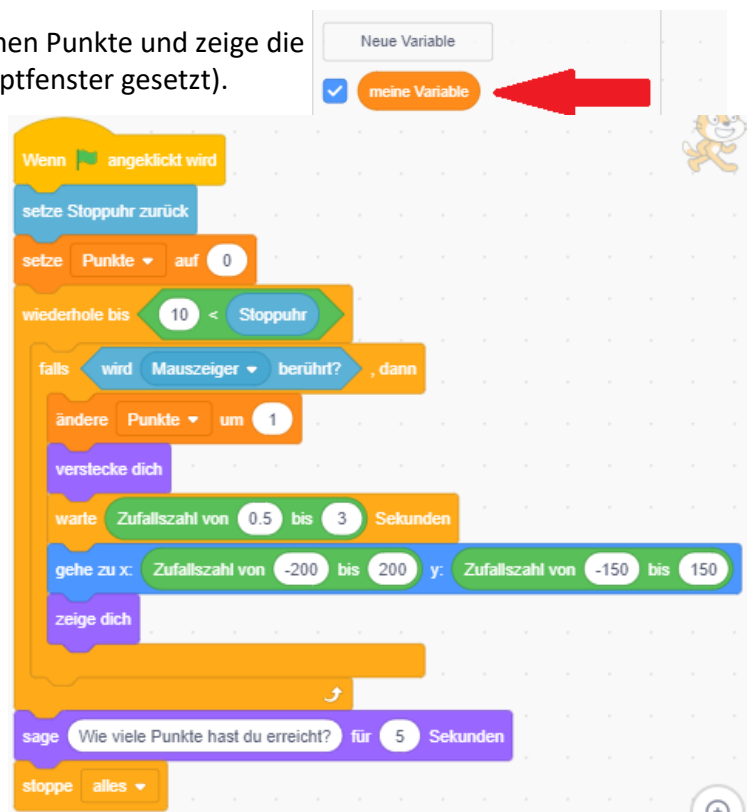 nen Punkte und zeige die
ptfenster gesetzt).
Neue Variable
meine Variable
Wenn angeklickt wird
setze Stoppuhr zurück
setze Punkte auf 0
wiederhole bis 10 < Stoppuhr
falls wird Mauszeiger berührt? , dann
ändere Punkte um 1
verstecke dich
warte Zufallszahl von 0.5 bis 3 Sekunden
gehe zu x: Zufallszahl von -200 bis 200 y: Zufallszahl von -150 bis 150
zeige dich
sage Wie viele Punkte hast du erreicht? für 5 Sekunden
stoppe alles